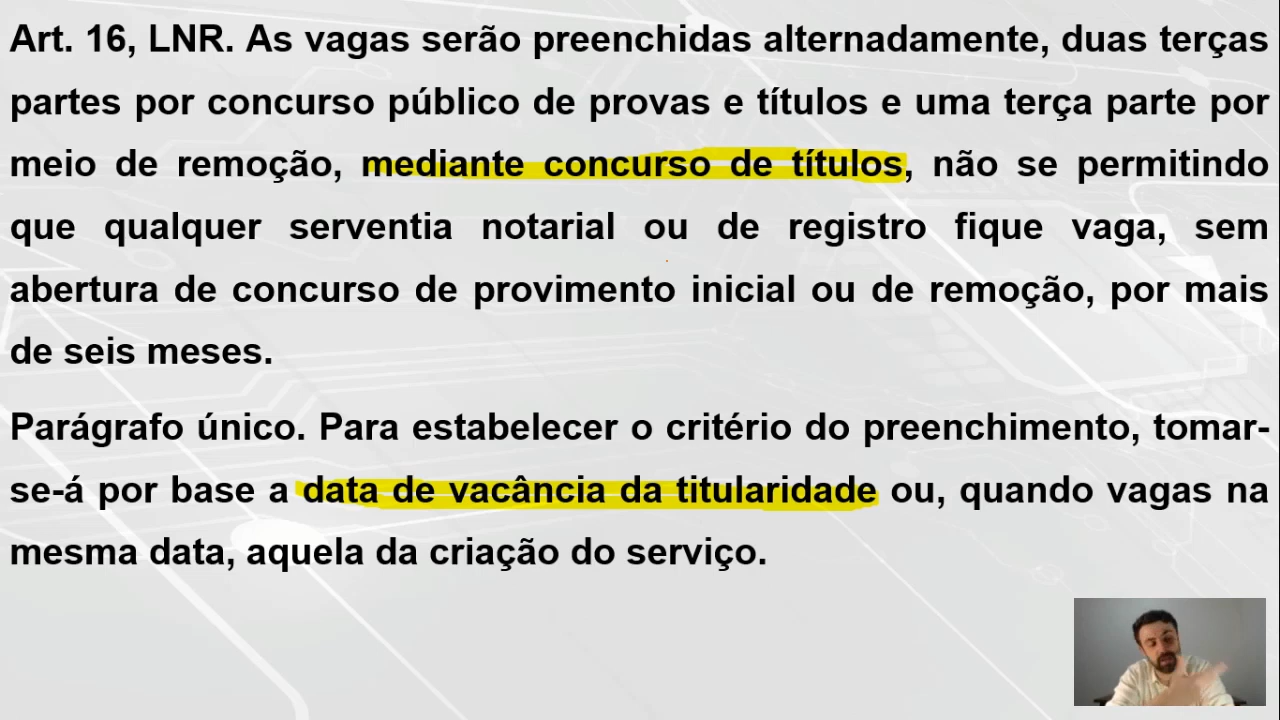 Art. 16, LNR. As vagas serão preenchidas alternadamente, duas terças
partes por concurso público de provas e títulos e uma terça parte por
meio de remoção, mediante concurso de títulos, não se permitindo
que qualquer serventia notarial ou de registro fique vaga, sem
abertura de concurso de provimento inicial ou de remoção, por mais
de seis meses.
Parágrafo único. Para estabelecer o critério do preenchimento, tomar-
se-á por base a data de vacância da titularidade ou, quando vagas na
mesma data, aquela da criação do serviço.